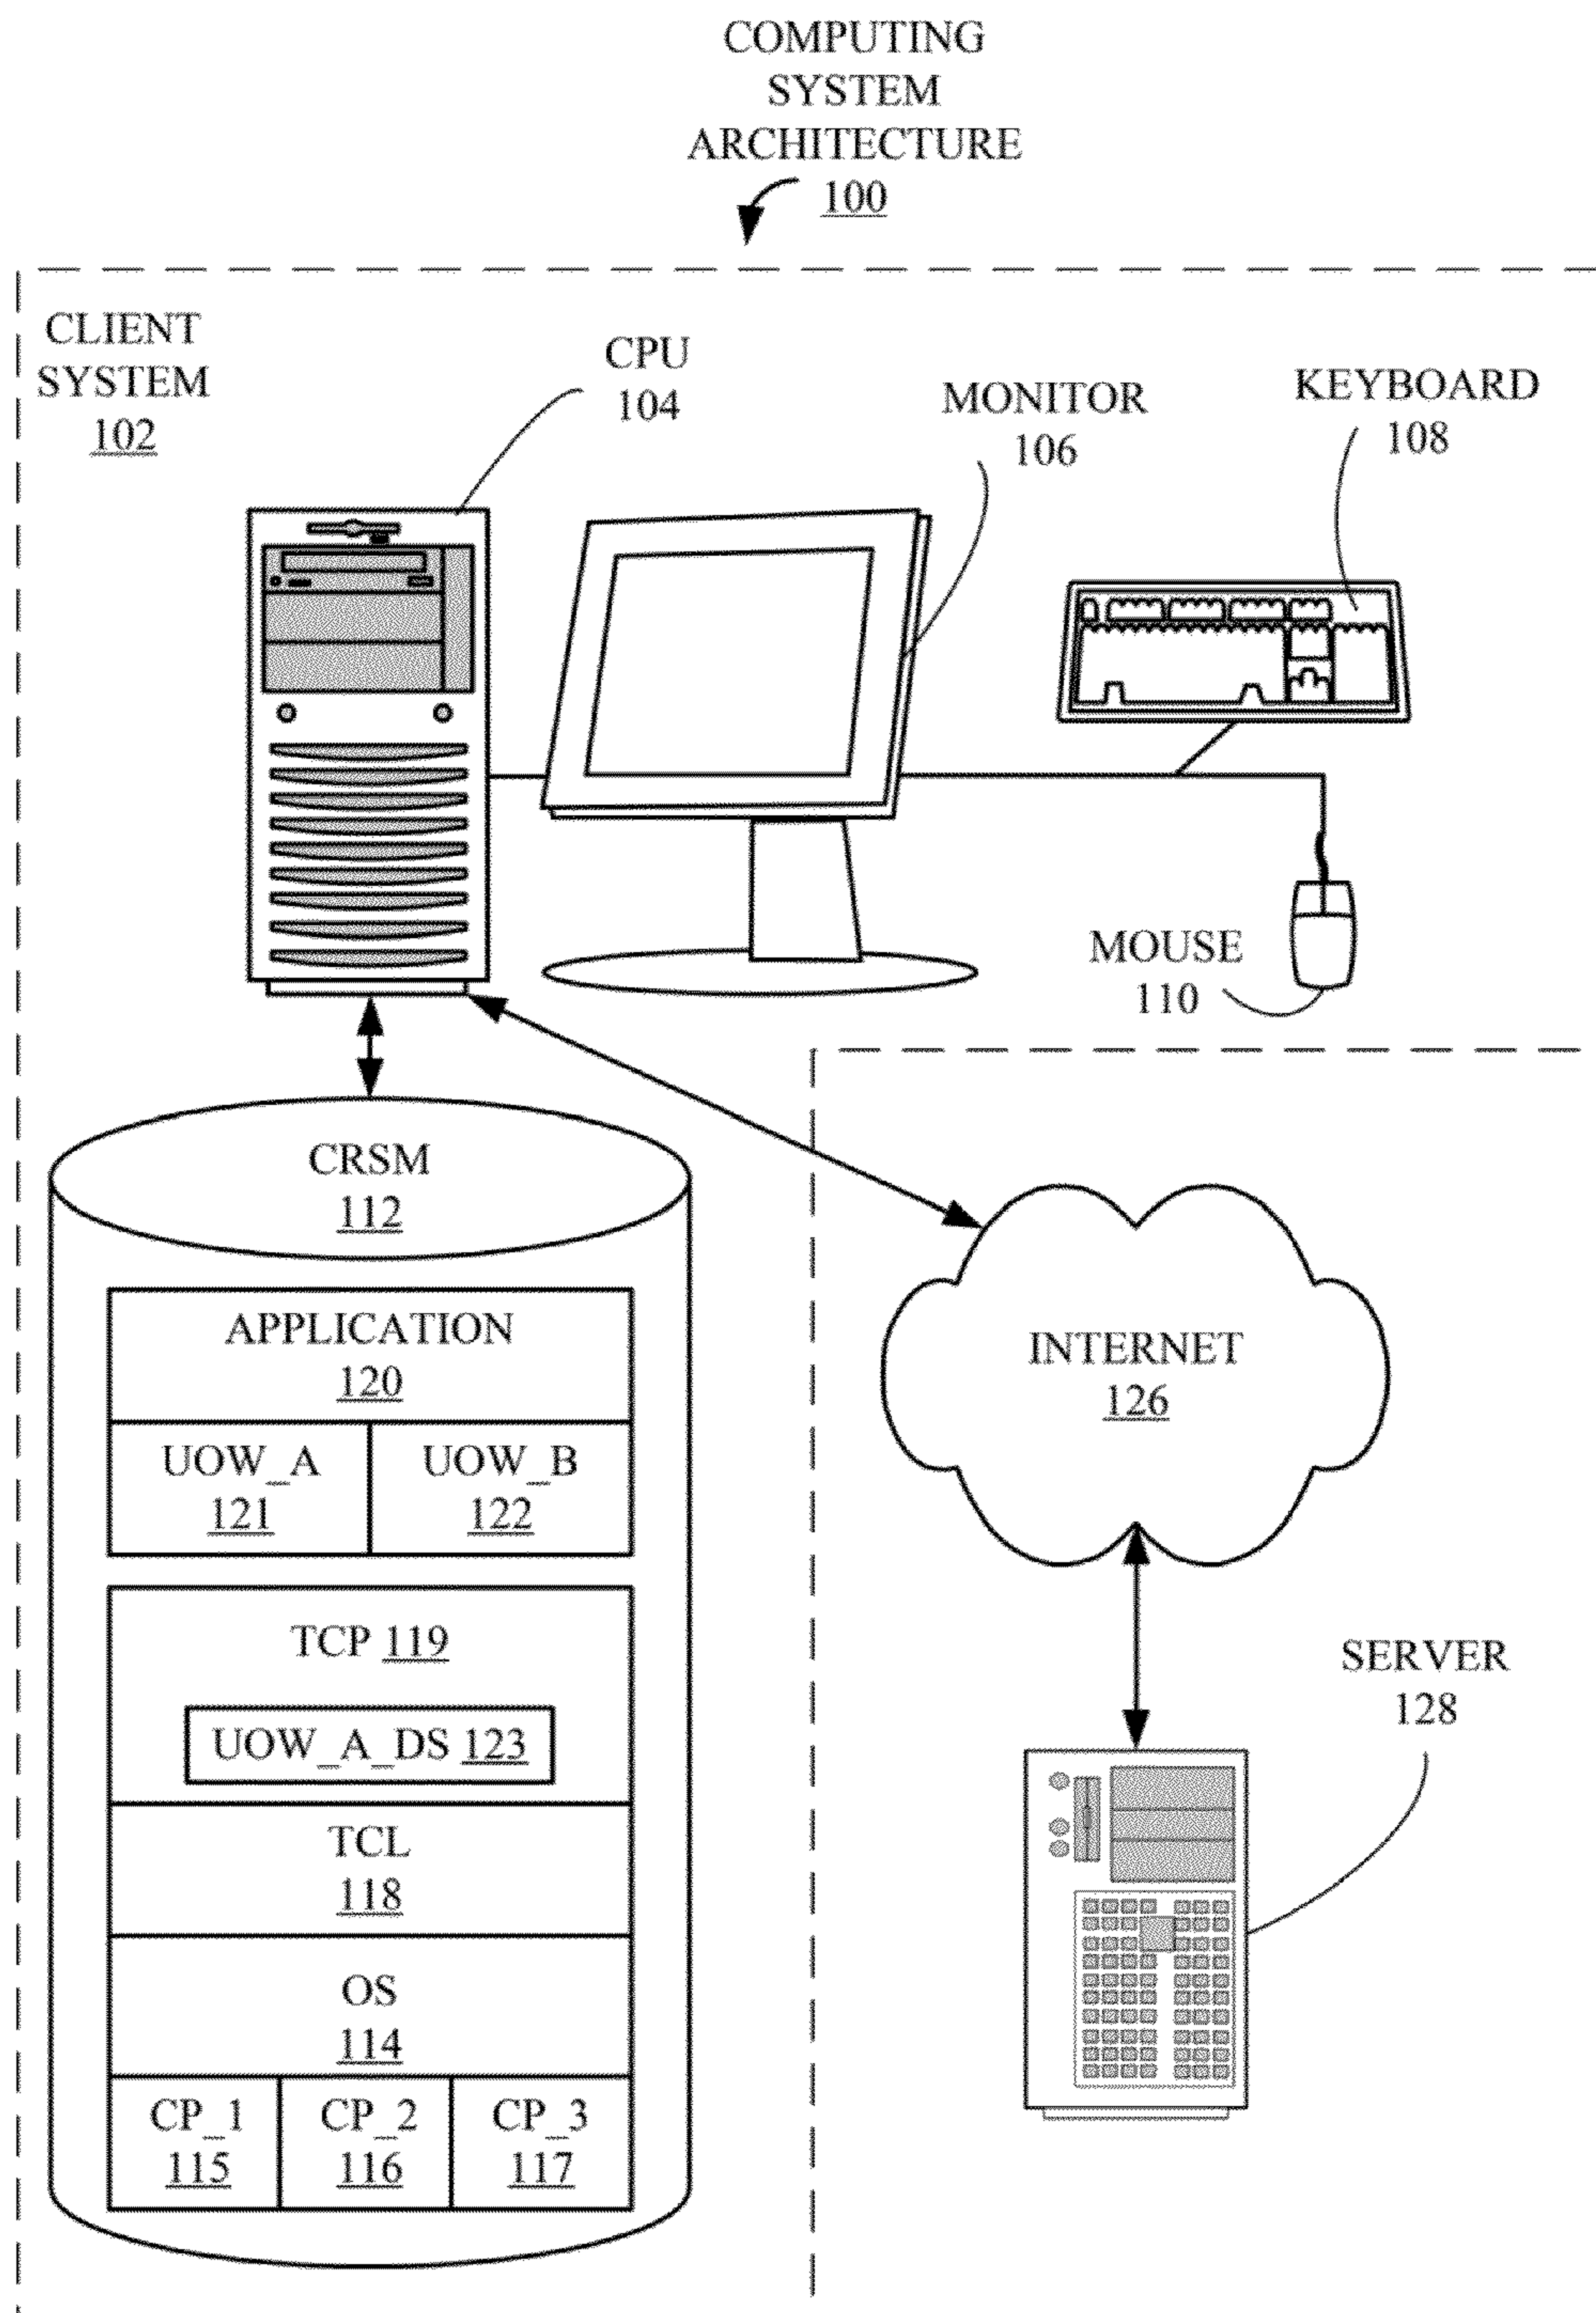 COMPUTING
SYSTEM
ARCHITECTURE
100
CLIENT
SYSTEM
102
CPU
104
MONITOR
106
KEYBOARD
108
MOUSE
110
CRSM
112
APPLICATION
120
UOW_A
121
UOW_B
122
TCP 119
UOW_A_DS 123
TCL
118
OS
114
CP_1
115
CP_2
116
CP_3
117
INTERNET
126
SERVER
128